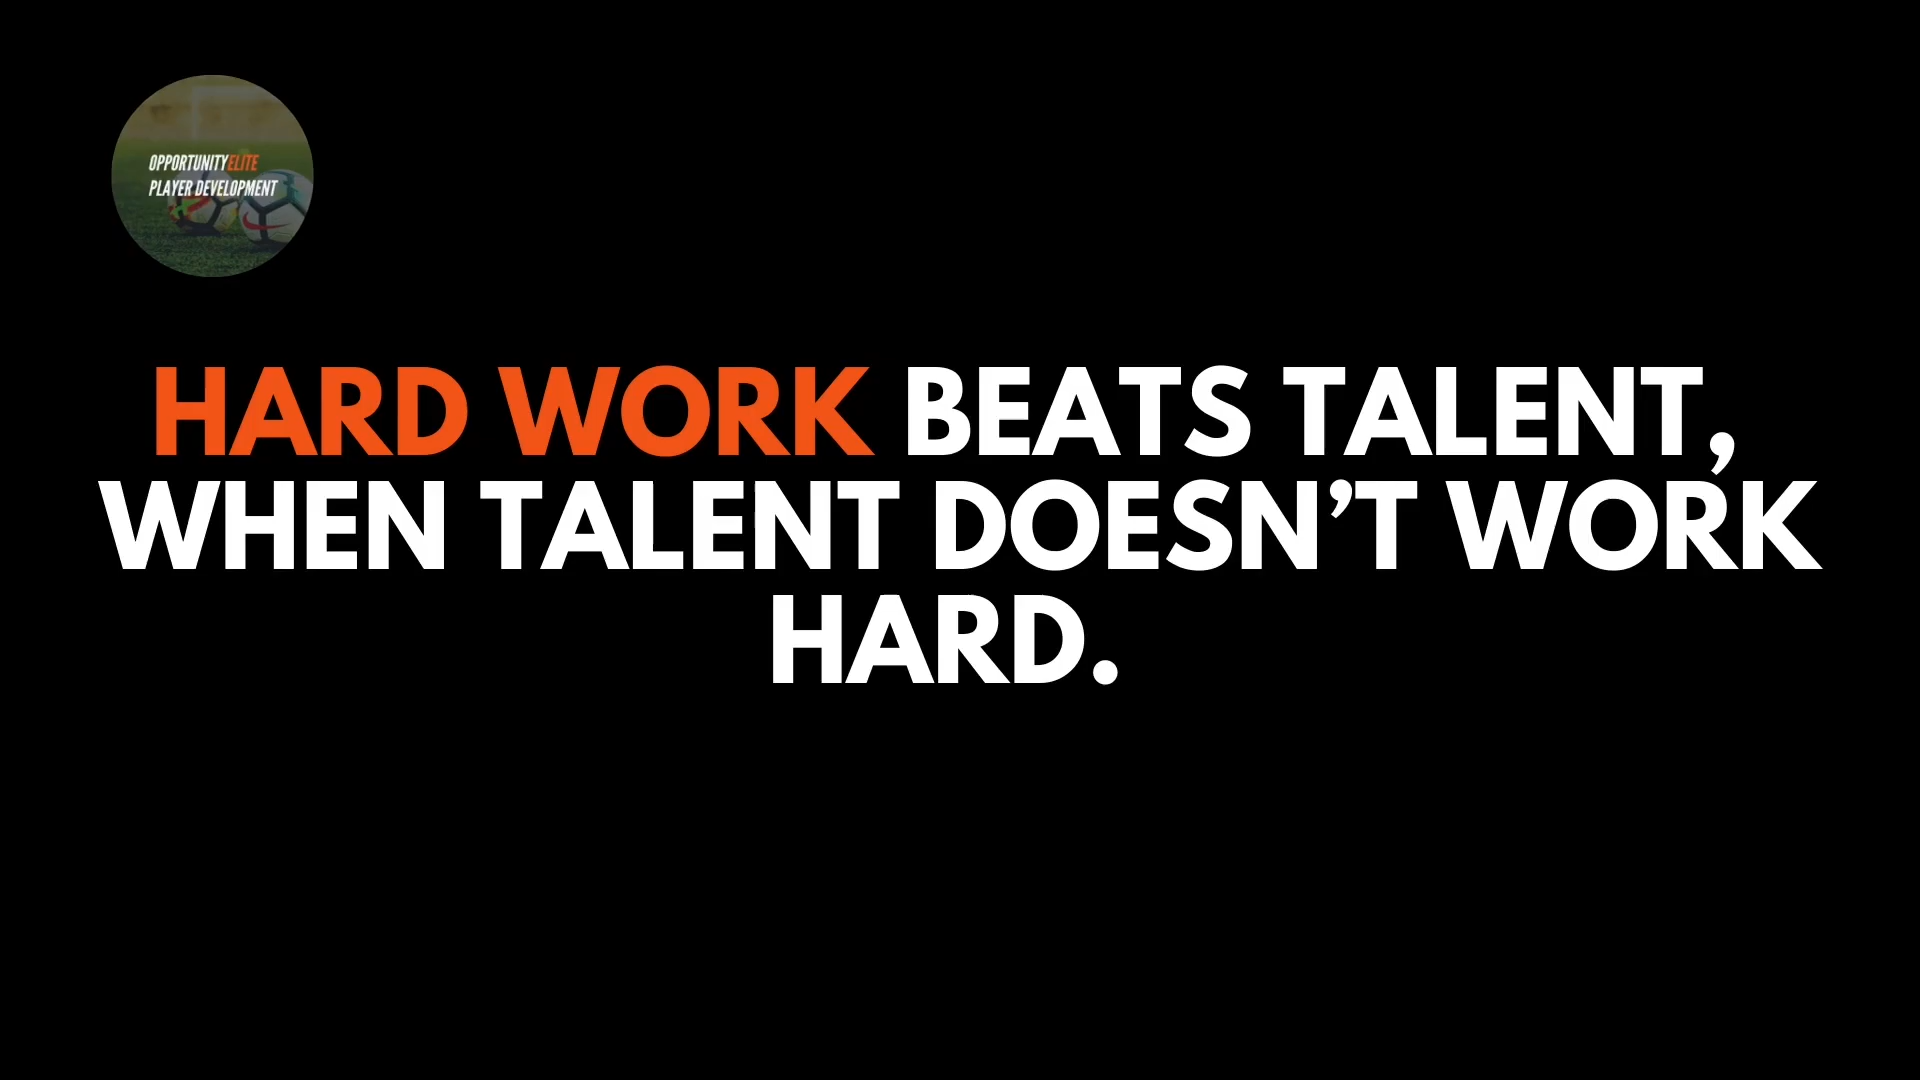 OPPORTUNITYELITE
PLAYER DEVELOPMENT
HARD WORK BEATS TALENT,
WHEN TALENT DOESN’T WORK
HARD.